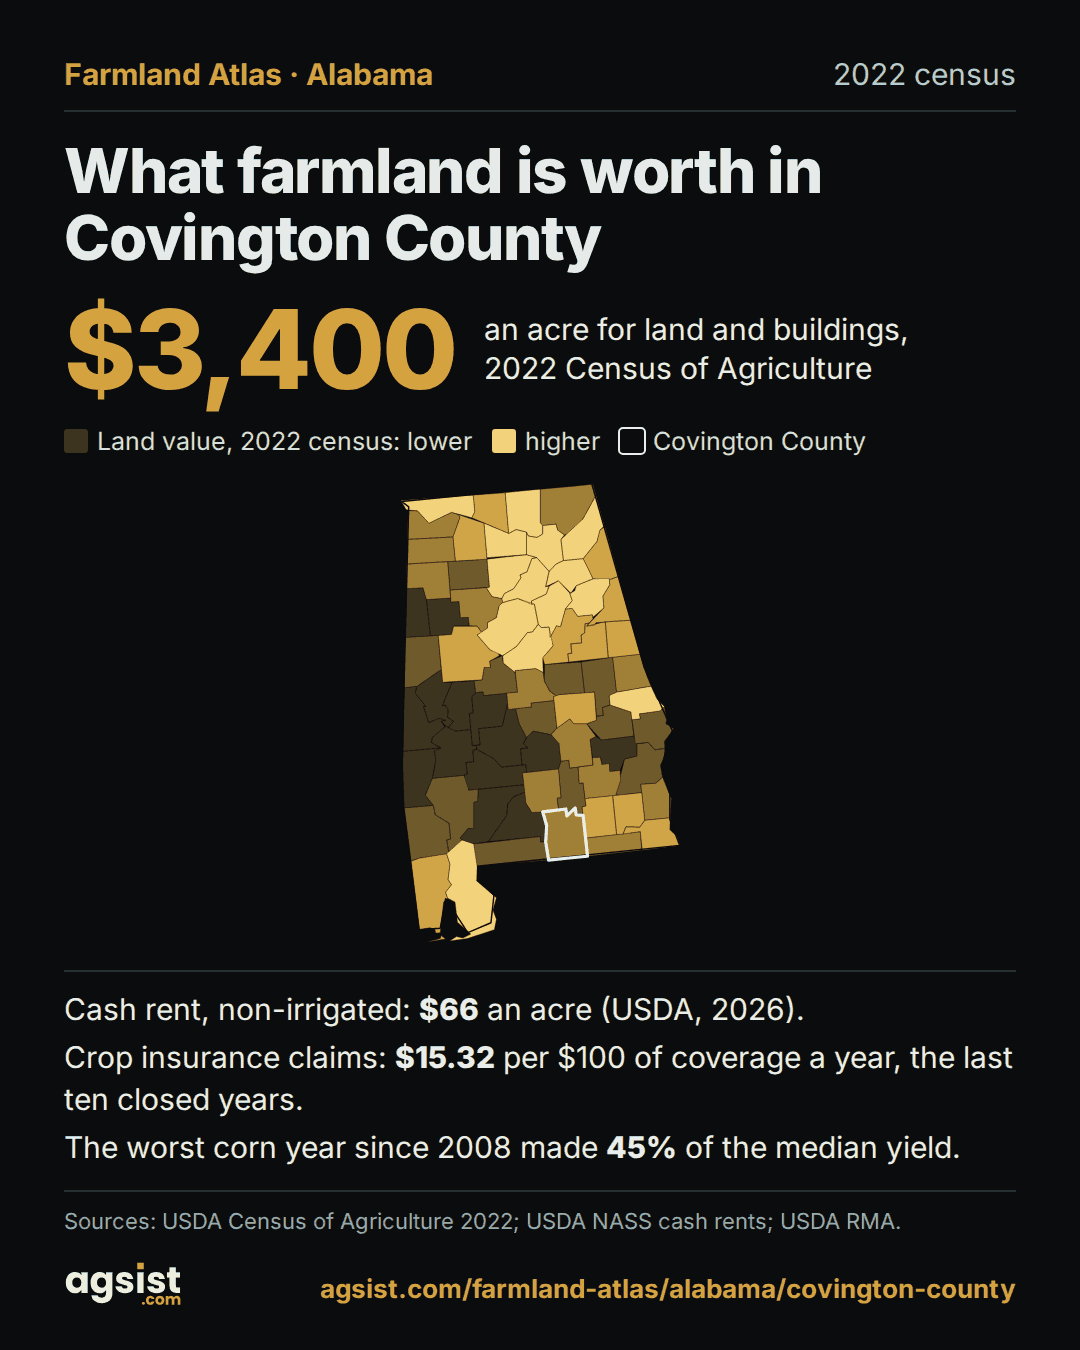 Farmland Atlas · Alabama
2022 census
What farmland is worth in
Covington County
$3,400
an acre for land and buildings,
2022 Census of Agriculture
Land value, 2022 census: lower
higher
Covington County
Cash rent, non-irrigated: $66 an acre (USDA, 2026).
Crop insurance claims: $15.32 per $100 of coverage a year, the last
ten closed years.
The worst corn year since 2008 made 45% of the median yield.
Sources: USDA Census of Agriculture 2022; USDA NASS cash rents; USDA RMA.
agsist
.com
agsist.com/farmland-atlas/alabama/covington-county